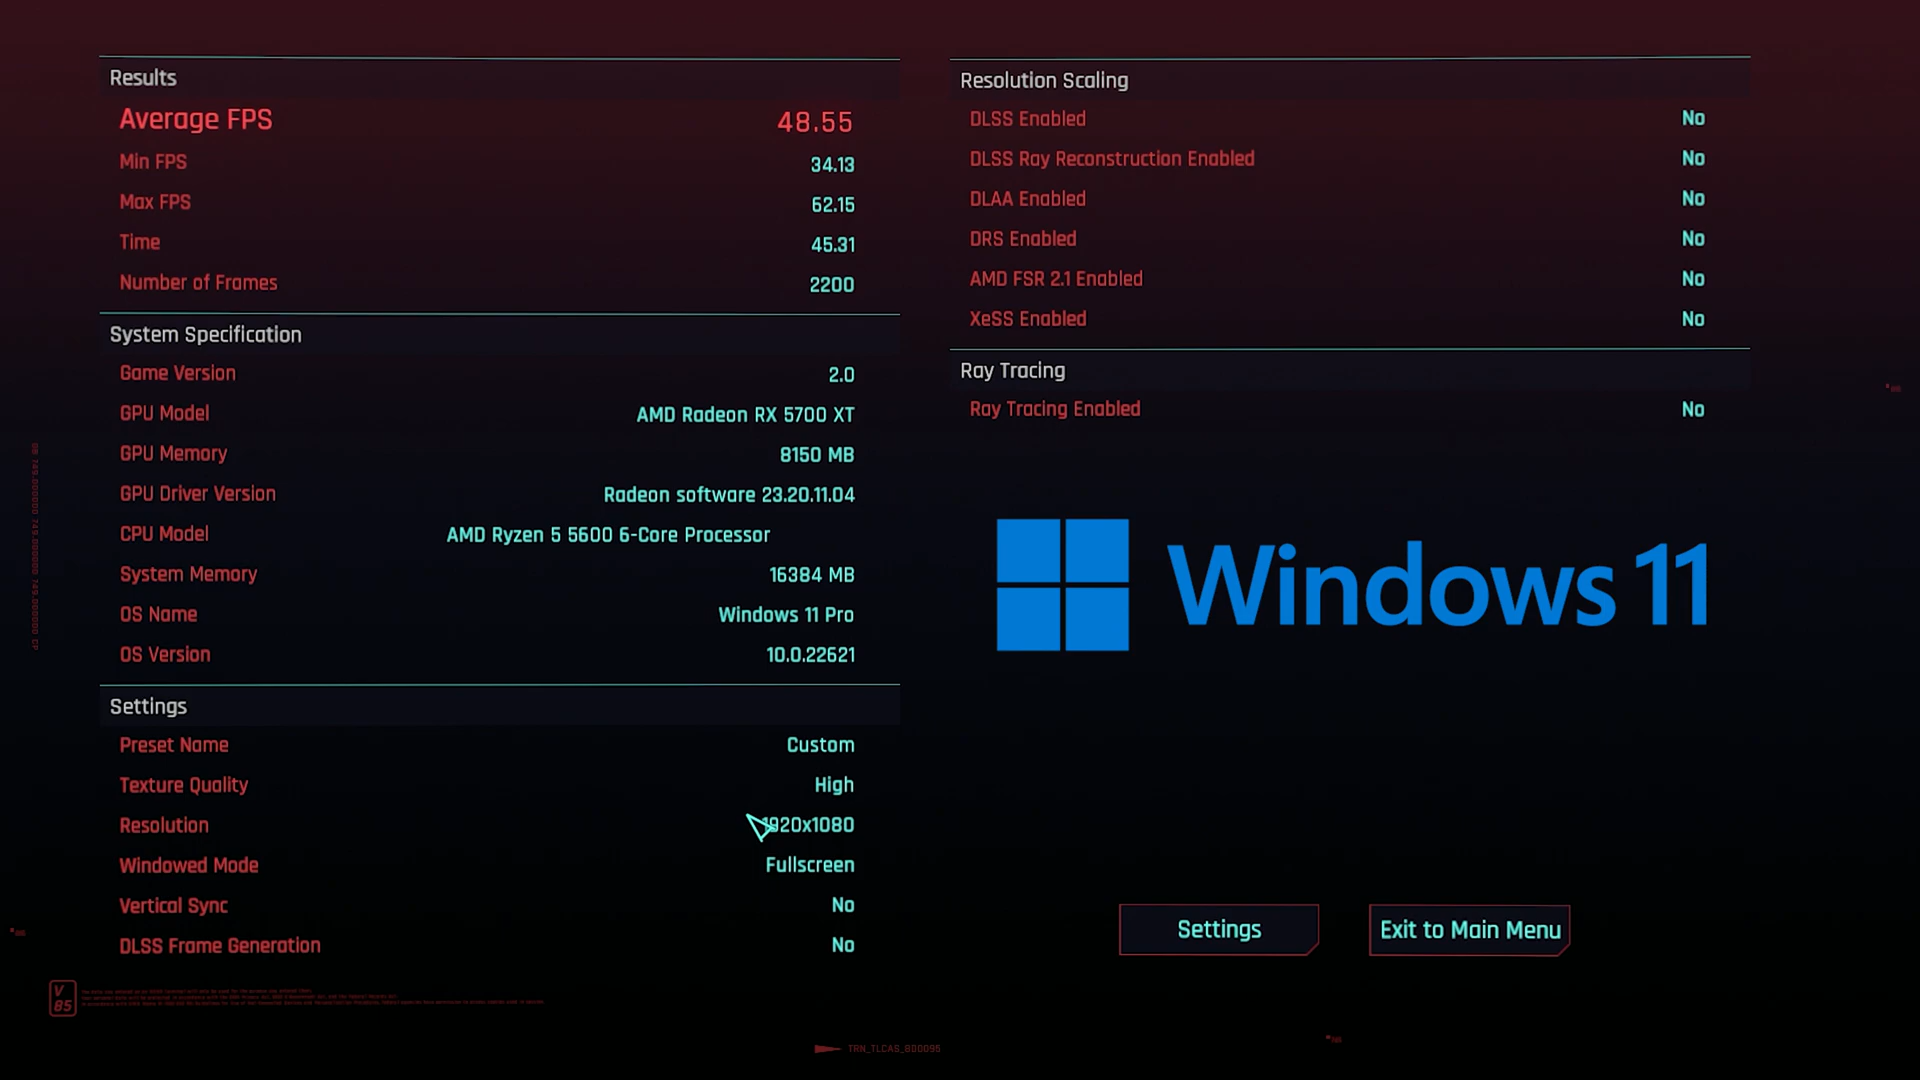 Results
Average FPS 48.55
Min FPS 34.13
Max FPS 62.15
Time 45.31
Number of Frames 2200
System Specification
Game Version 2.0
GPU Model AMD Radeon RX 5700 XT
GPU Memory 8150 MB
GPU Driver Version Radeon software 23.20.11.04
CPU Model AMD Ryzen 5 5600 6-Core Processor
System Memory 16384 MB
OS Name Windows 11 Pro
OS Version 10.0.22621
Settings
Preset Name Custom
Texture Quality High
Resolution 1920x1080
Windowed Mode Fullscreen
Vertical Sync No
DLSS Frame Generation No
Resolution Scaling
DLSS Enabled No
DLSS Ray Reconstruction Enabled No
DLAA Enabled No
DRS Enabled No
AMD FSR 2.1 Enabled No
XeSS Enabled No
Ray Tracing
Ray Tracing Enabled No
Windows 11
Settings
Exit to Main Menu
V
85
TRN_TLCAS_800095